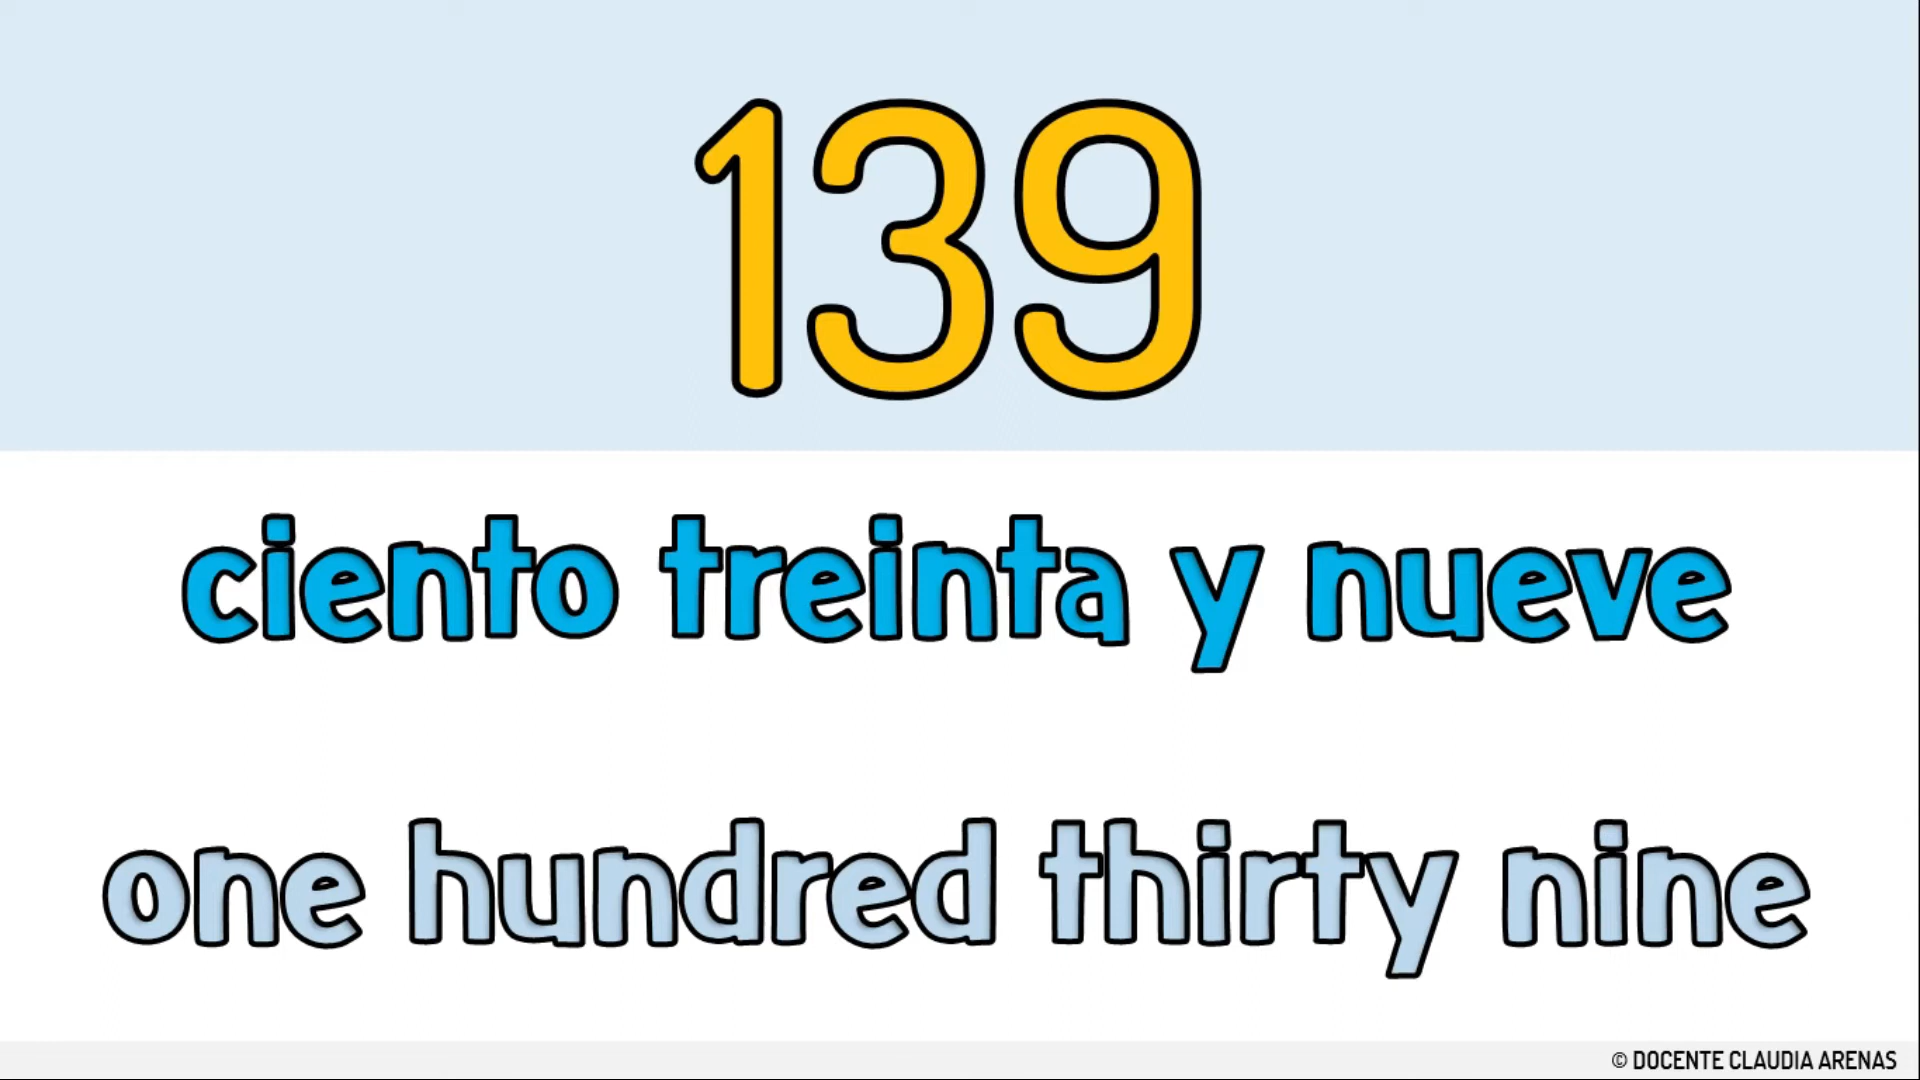 139
ciento treinta y nueve
one hundred thirty nine
© DOCENTE CLAUDIA ARENAS